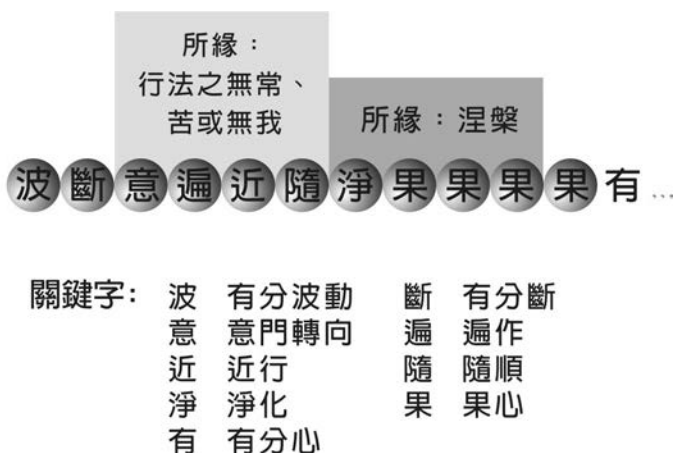 所緣：
行法之無常、
苦或無我
所緣：涅槃
波斷意遍近隨淨果果果果有…
關鍵字：波 有分波動 斷 有分斷
意 意門轉向 遍 遍作
近 近行 隨 隨順
淨 淨化 果 果心
有 有分心